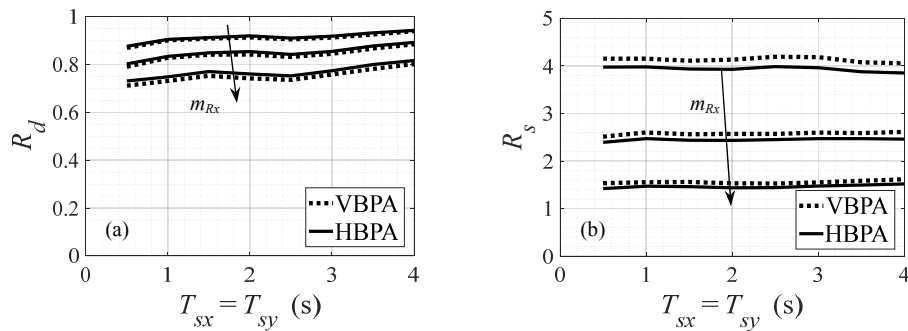 1
0.8
0.6
0.4
0.2
0
R_d
m_Rx
(a)
VBPA
HBPA
0 1 2 3 4
T_sx = T_sy (s)
5
4
3
2
1
0
R_s
m_Rx
(b)
VBPA
HBPA
0 1 2 3 4
T_sx = T_sy (s)